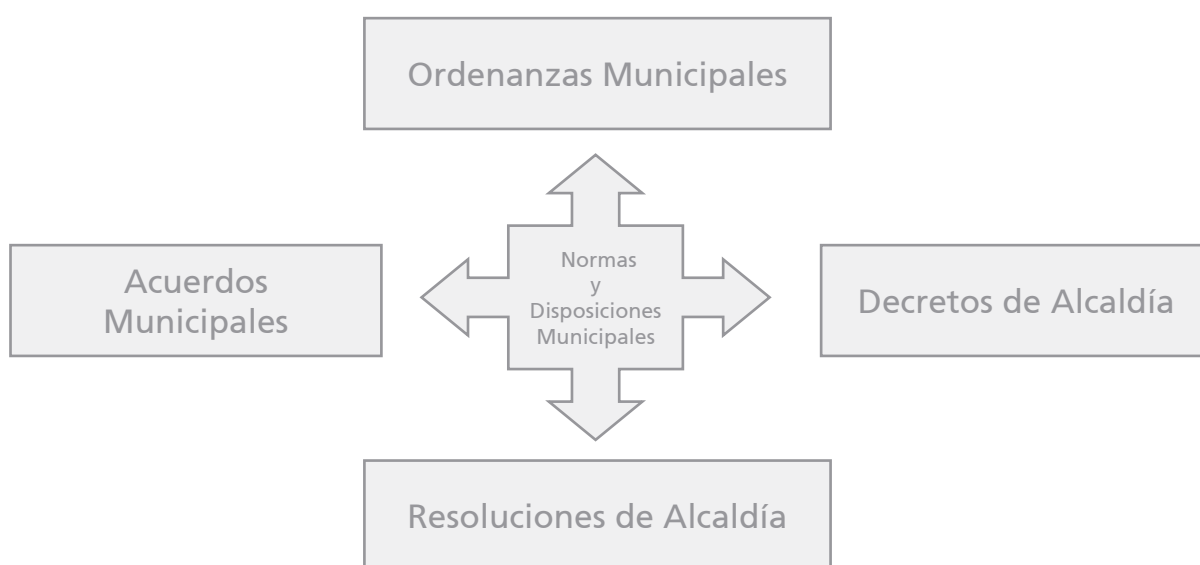 Ordenanzas Municipales
Acuerdos
Municipales
Normas
y
Disposiciones
Municipales
Decretos de Alcaldía
Resoluciones de Alcaldía